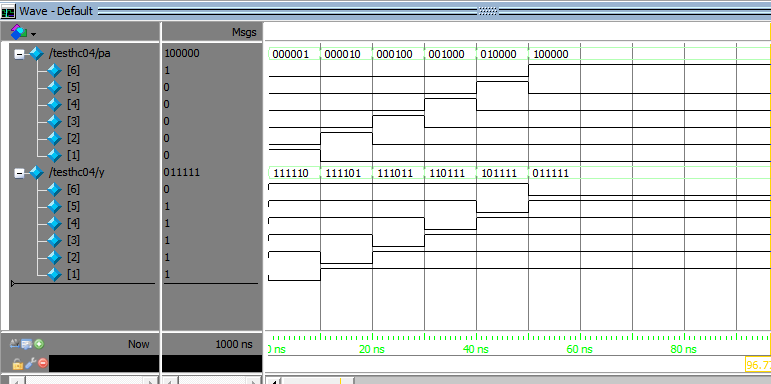 Wave - Default
Msgs
/testhc04/pa 100000 000001 000010 000100 001000 010000 100000
[6] 1
[5] 0
[4] 0
[3] 0
[2] 0
[1] 0
/testhc04/y 011111 111110 111101 111011 110111 101111 011111
[6] 0
[5] 1
[4] 1
[3] 1
[2] 1
[1] 1
Now 1000 ns 0 ns 20 ns 40 ns 60 ns 80 ns